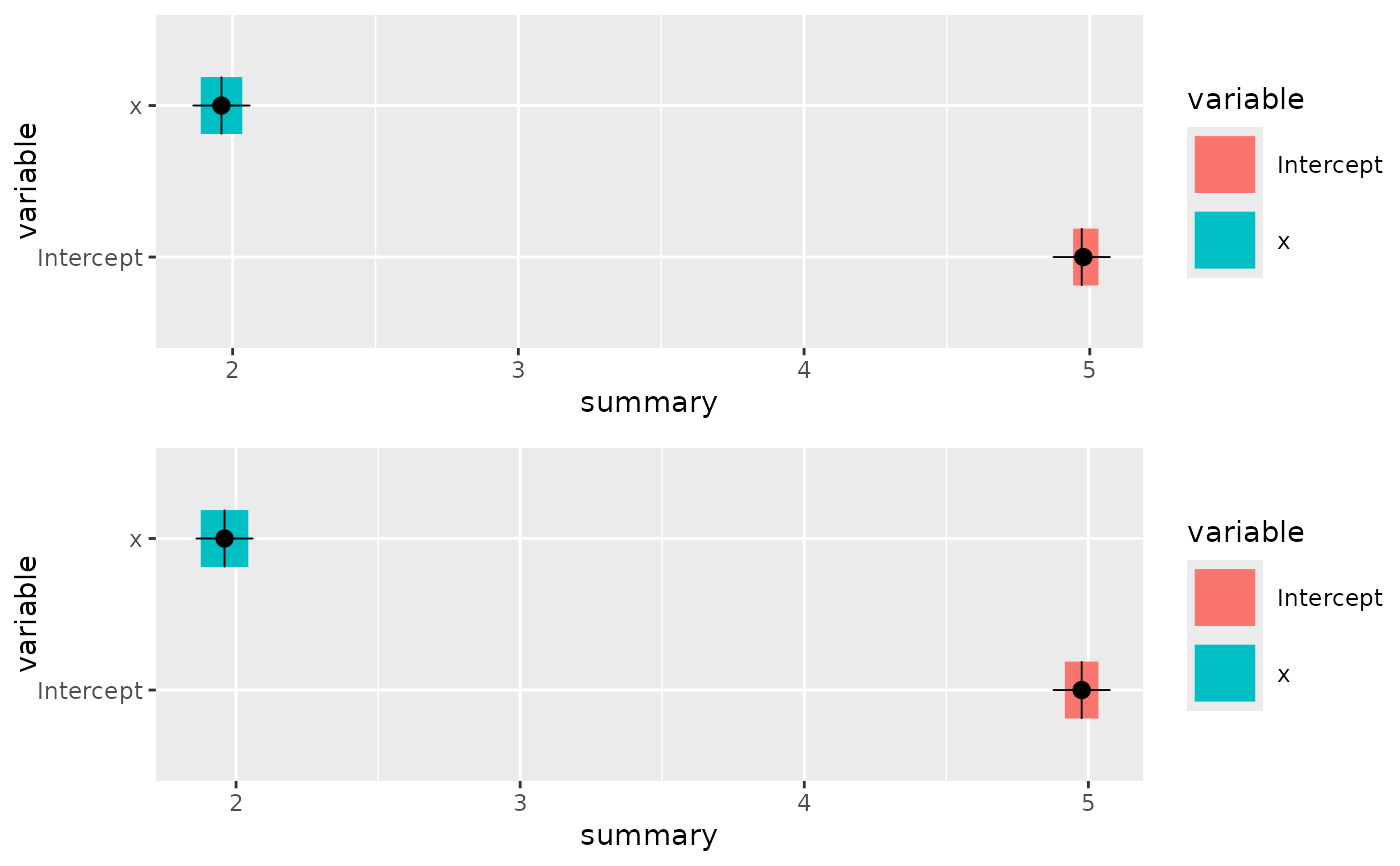 variable
x
Intercept
2 3 4 5
summary
variable
Intercept
x
variable
x
Intercept
2 3 4 5
summary
variable
Intercept
x